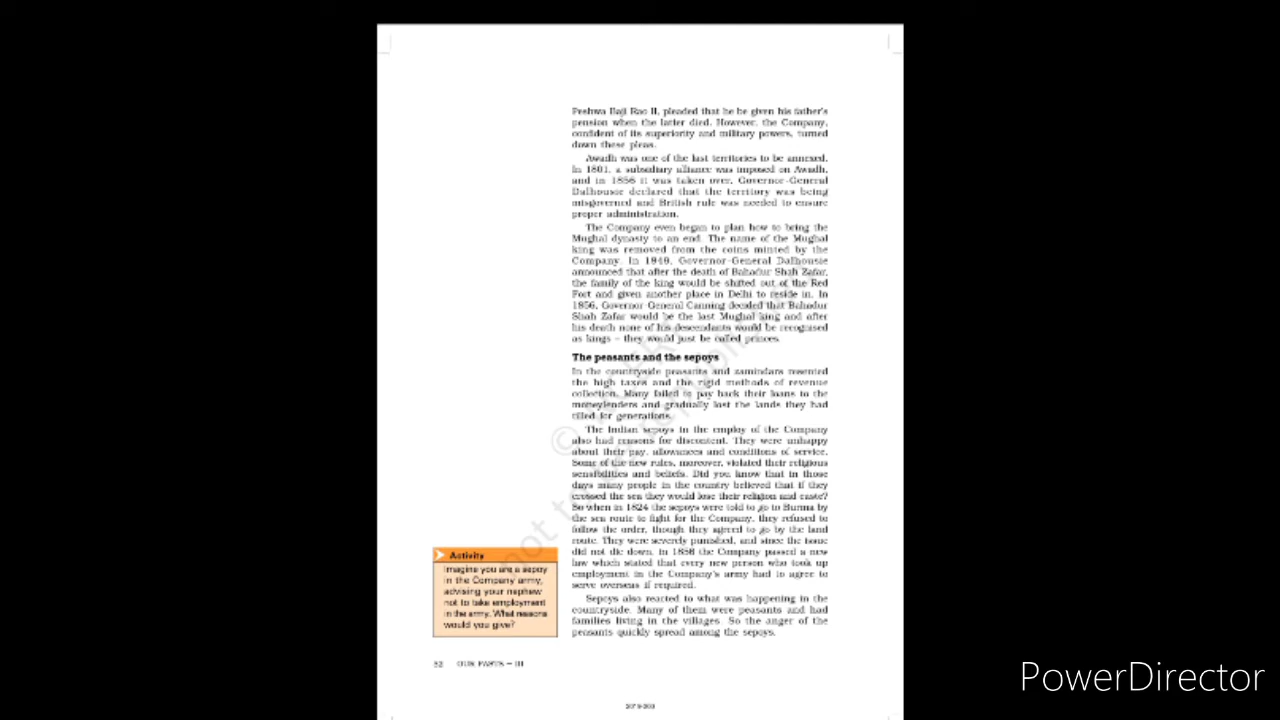 Peshwa Baji Rao II, pleaded that he be given his father's
pension when the latter died. However, the Company,
confident of its superiority and military powers, turned
down these pleas.
Awadh was one of the last territories to be annexed.
In 1801, a subsidiary alliance was imposed on Awadh,
and in 1856 it was taken over. Governor-General
Dalhousie declared that the territory was being
misgoverned and British rule was needed to ensure
proper administration.
The Company even began to plan how to bring the
Mughal dynasty to an end. The name of the Mughal
king was removed from the coins minted by the
Company. In 1849, Governor-General Dalhousie
announced that after the death of Bahadur Shah Zafar,
the family of the king would be shifted out of the Red
Fort and given another place in Delhi to reside in. In
1856, Governor-General Canning decided that Bahadur
Shah Zafar would be the last Mughal king and after
his death none of his descendants would be recognised
as kings – they would just be called princes.
The peasants and the sepoys
In the countryside peasants and zamindars resented
the high taxes and the rigid methods of revenue
collection. Many failed to pay back their loans to the
moneylenders and gradually lost the lands they had
tilled for generations.
The Indian sepoys in the employ of the Company
also had reasons for discontent. They were unhappy
about their pay, allowances and conditions of service.
Some of the new rules, moreover, violated their religious
sensibilities and beliefs. Did you know that in those
days many people in the country believed that if they
crossed the sea they would lose their religion and caste?
So when in 1824 the sepoys were told to go to Burma by
the sea route to fight for the Company, they refused to
follow the order, though they agreed to go by the land
route. They were severely punished, and since the issue
did not die down, in 1856 the Company passed a new
law which stated that every new person who took up
employment in the Company's army had to agree to
serve overseas if required.
Sepoys also reacted to what was happening in the
countryside. Many of them were peasants and had
families living in the villages. So the anger of the
peasants quickly spread among the sepoys.
Activity
Imagine you are a sepoy
in the Company army,
advising your nephew
not to take employment
in the army. What reasons
would you give?
52 OUR PASTS – III
PowerDirector